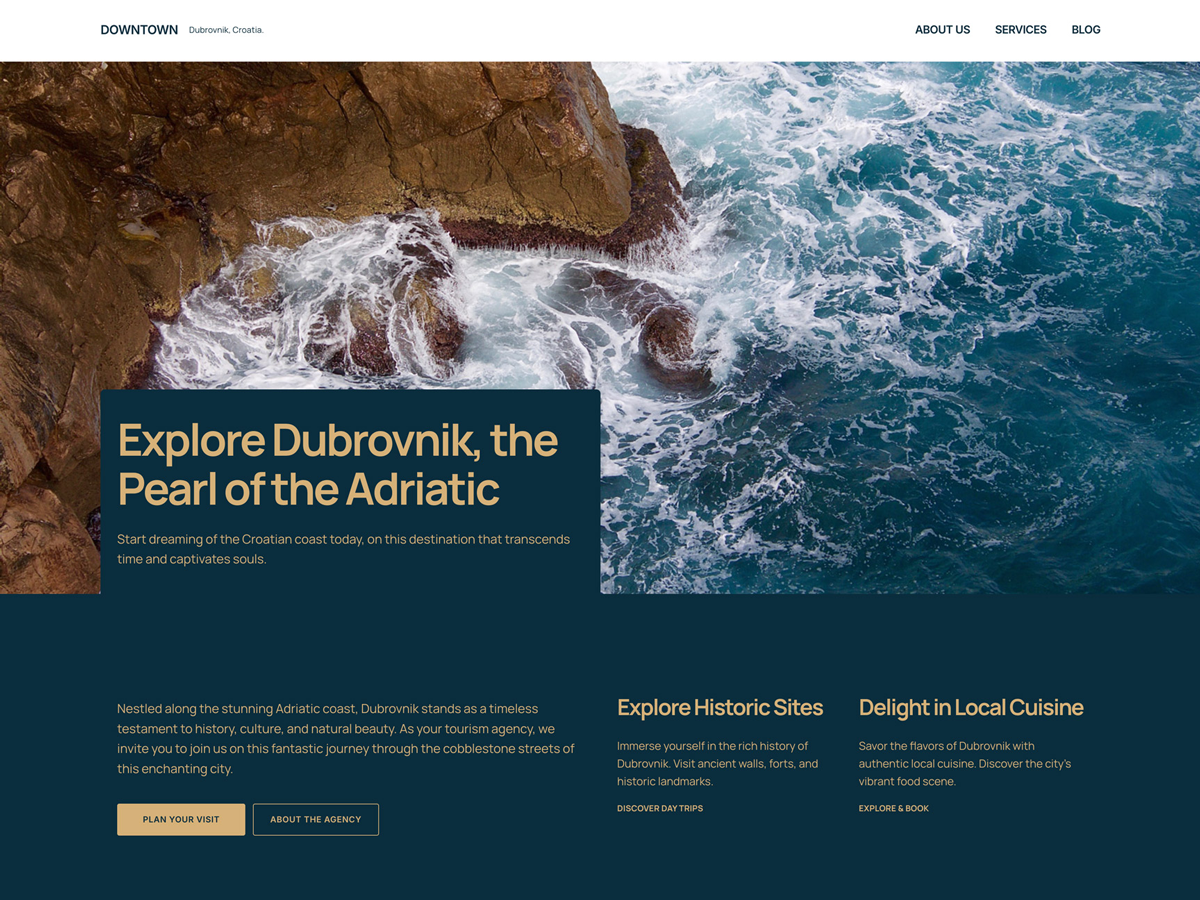 DOWNTOWN Dubrovnik, Croatia.
ABOUT US SERVICES BLOG
Explore Dubrovnik, the
Pearl of the Adriatic
Start dreaming of the Croatian coast today, on this destination that transcends
time and captivates souls.
Nestled along the stunning Adriatic coast, Dubrovnik stands as a timeless
testament to history, culture, and natural beauty. As your tourism agency, we
invite you to join us on this fantastic journey through the cobblestone streets of
this enchanting city.
PLAN YOUR VISIT
ABOUT THE AGENCY
Explore Historic Sites
Immerse yourself in the rich history of
Dubrovnik. Visit ancient walls, forts, and
historic landmarks.
DISCOVER DAY TRIPS
Delight in Local Cuisine
Savor the flavors of Dubrovnik with
authentic local cuisine. Discover the city’s
vibrant food scene.
EXPLORE & BOOK